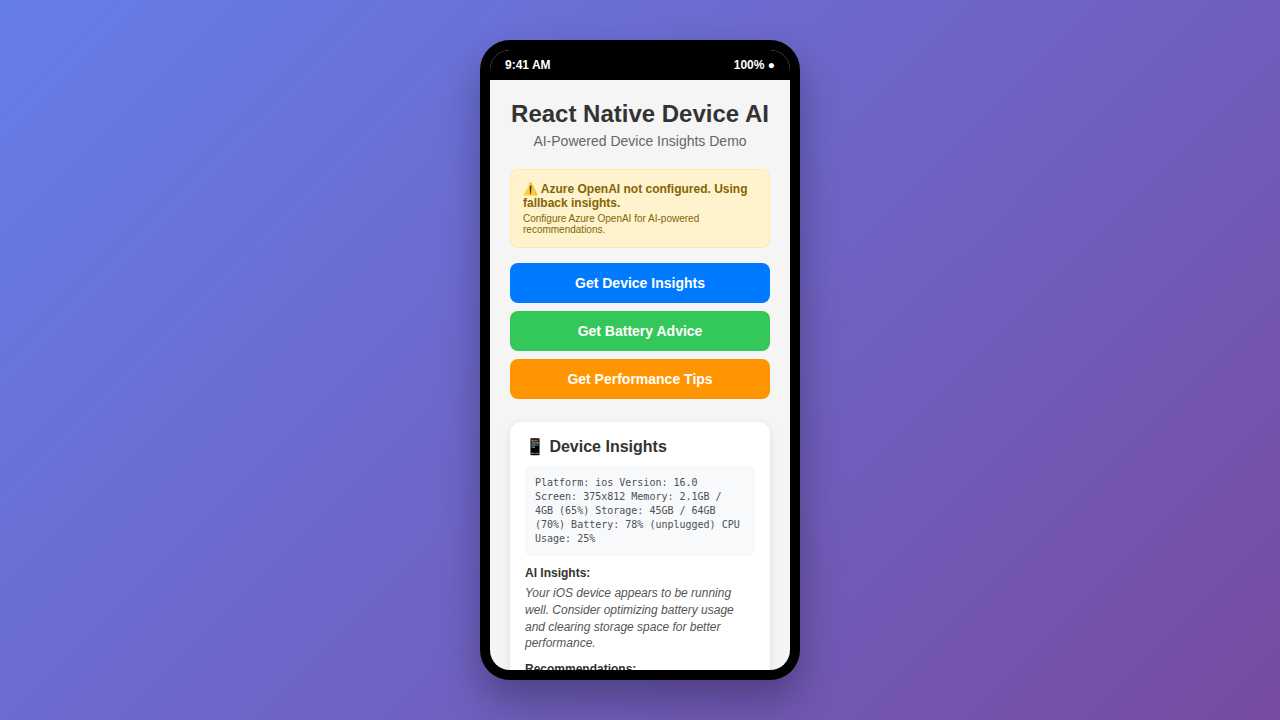 9:41 AM 100% ●
React Native Device AI
AI-Powered Device Insights Demo
⚠️ Azure OpenAI not configured. Using
fallback insights.
Configure Azure OpenAI for AI-powered
recommendations.
Get Device Insights
Get Battery Advice
Get Performance Tips
📱 Device Insights
Platform: ios Version: 16.0
Screen: 375x812 Memory: 2.1GB /
4GB (65%) Storage: 45GB / 64GB
(70%) Battery: 78% (unplugged) CPU
Usage: 25%
AI Insights:
Your iOS device appears to be running
well. Consider optimizing battery usage
and clearing storage space for better
performance.
Recommendations: